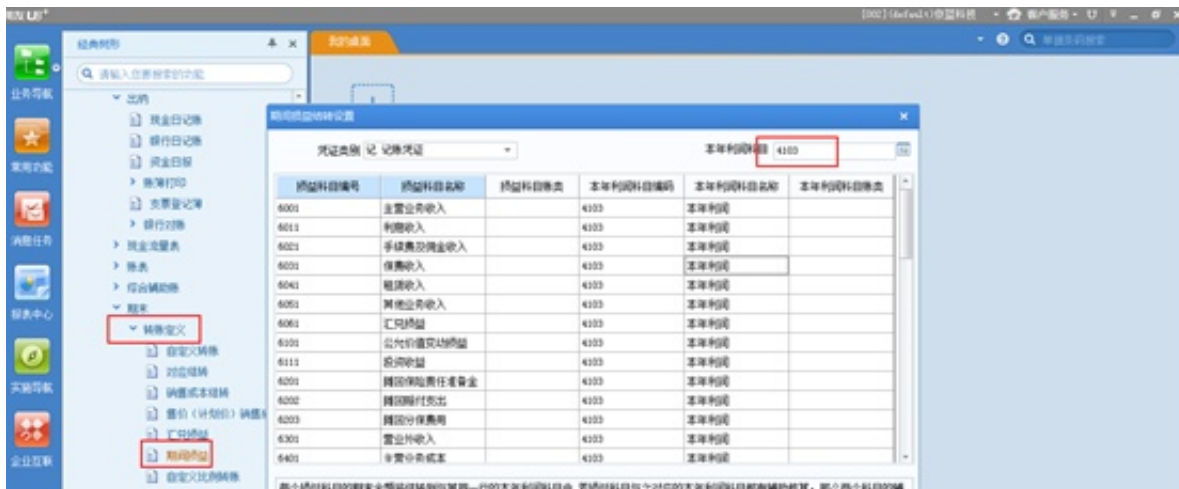 经典树形
我的桌面
客户服务
请输入您要搜索的功能
单据条码搜索
业务导航
常用功能
消息任务
报表中心
实施导航
企业互联
出纳
现金日记账
银行日记账
资金日报
账簿打印
支票登记簿
银行对账
现金流量表
账表
综合辅助账
期末
转账定义
自定义转账
对应结转
销售成本结转
售价（计划价）销售
汇兑损益
期间损益
自定义比例转账
期间损益结转设置
凭证类别 记 记账凭证
本年利润科目 4103
损益科目编号 损益科目名称 损益科目账类 本年利润科目编码 本年利润科目名称 本年利润科目账类
6001 主营业务收入 4103 本年利润
6011 利息收入 4103 本年利润
6021 手续费及佣金收入 4103 本年利润
6031 保费收入 4103 本年利润
6041 租赁收入 4103 本年利润
6051 其他业务收入 4103 本年利润
6061 汇兑损益 4103 本年利润
6101 公允价值变动损益 4103 本年利润
6111 投资收益 4103 本年利润
6201 摊回保险责任准备金 4103 本年利润
6202 摊回赔付支出 4103 本年利润
6203 摊回分保费用 4103 本年利润
6301 营业外收入 4103 本年利润
6401 主营业务成本 4103 本年利润